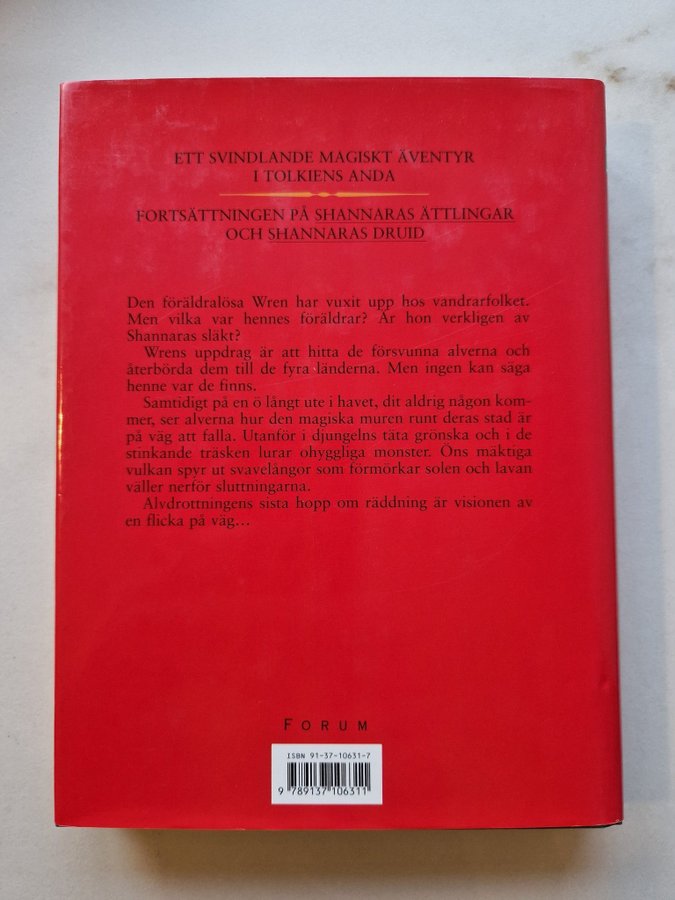 ETT SVINDLANDE MAGISKT ÄVENTYR
I TOLKIENS ANDA
FORTSÄTTNINGEN PÅ SHANNARAS ÄTTLINGAR
OCH SHANNARAS DRUID
Den föräldralösa Wren har vuxit upp hos vandrarfolket.
Men vilka var hennes föräldrar? Är hon verkligen av
Shannaras släkt?
Wrens uppdrag är att hitta de försvunna alverna och
återbörda dem till de fyra länderna. Men ingen kan säga
henne var de finns.
Samtidigt på en ö långt ute i havet, dit aldrig någon kom-
mer, ser alverna hur den magiska muren runt deras stad är
på väg att falla. Utanför i djungelns täta grönska och i de
stinkande träsken lurar ohyggliga monster. Öns mäktiga
vulkan spyr ut svavelångor som förmörkar solen och lavan
väller nerför sluttningarna.
Alvdrottningens sista hopp om räddning är visionen av
en flicka på väg...
FORUM
ISBN 91-37-10631-7
9 789137 106311